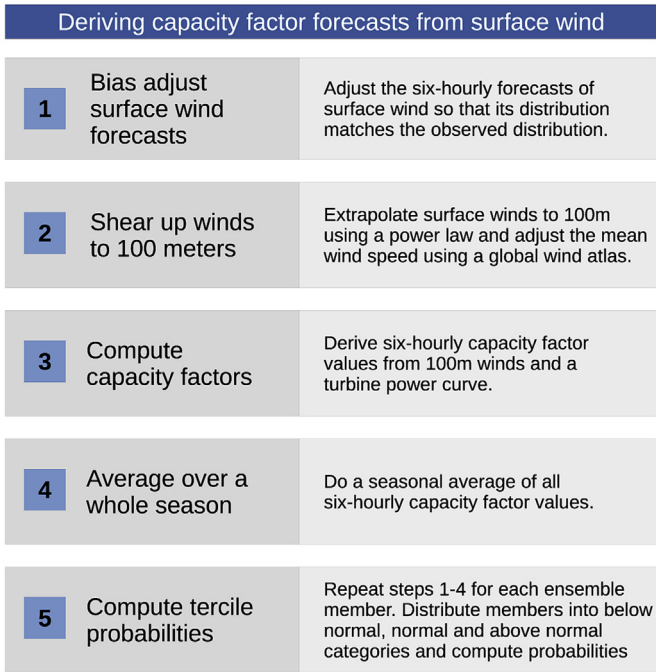 Deriving capacity factor forecasts from surface wind
1
Bias adjust
surface wind
forecasts
Adjust the six-hourly forecasts of
surface wind so that its distribution
matches the observed distribution.
2
Shear up winds
to 100 meters
Extrapolate surface winds to 100m
using a power law and adjust the mean
wind speed using a global wind atlas.
3
Compute
capacity factors
Derive six-hourly capacity factor
values from 100m winds and a
turbine power curve.
4
Average over a
whole season
Do a seasonal average of all
six-hourly capacity factor values.
5
Compute tercile
probabilities
Repeat steps 1-4 for each ensemble
member. Distribute members into below
normal, normal and above normal
categories and compute probabilities